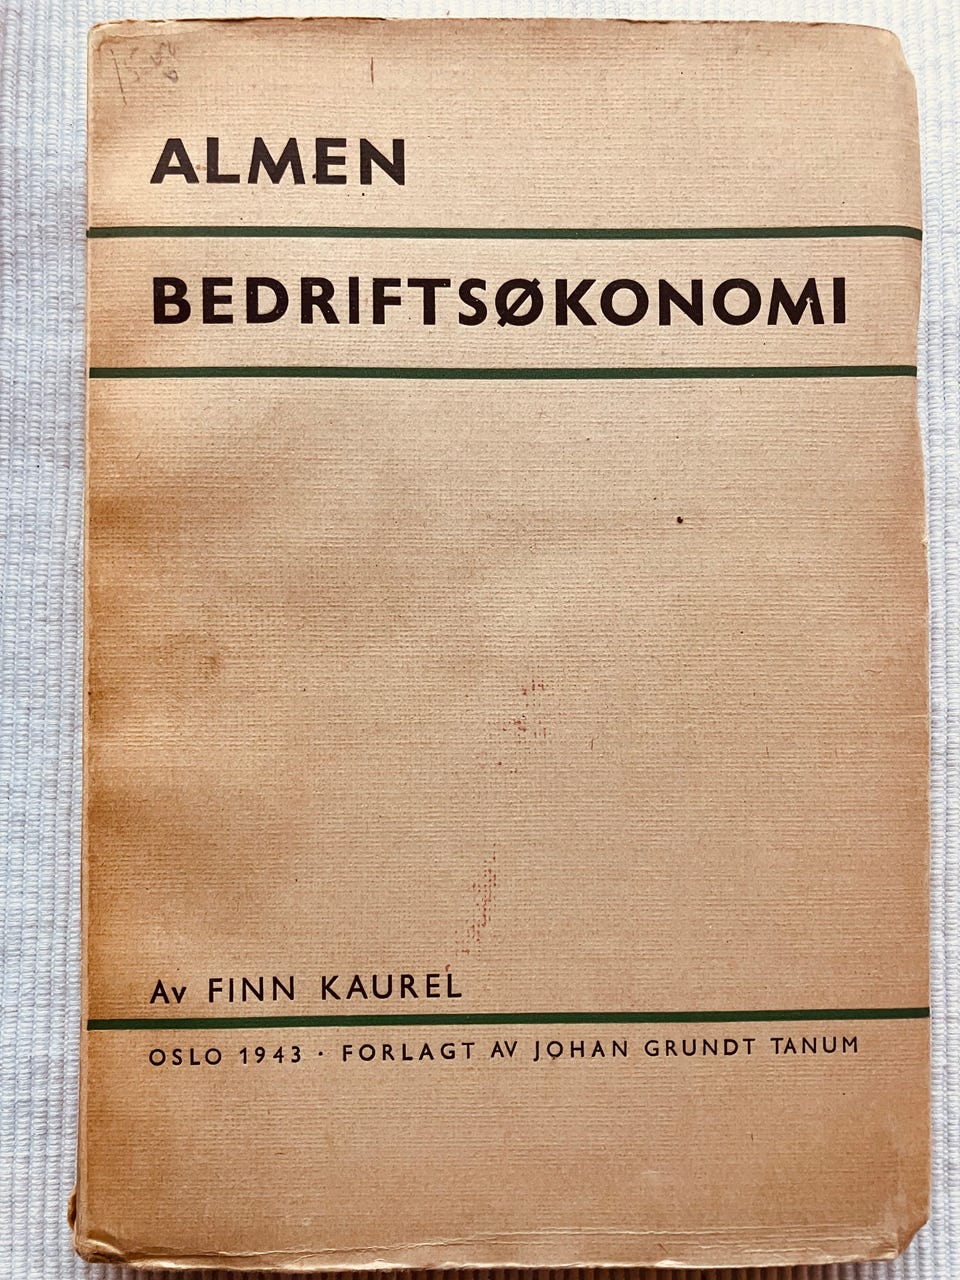 ALMEN
BEDRIFTSØKONOMI
Av FINN KAUREL
OSLO 1943 · FORLAGT AV JOHAN GRUNDT TANUM